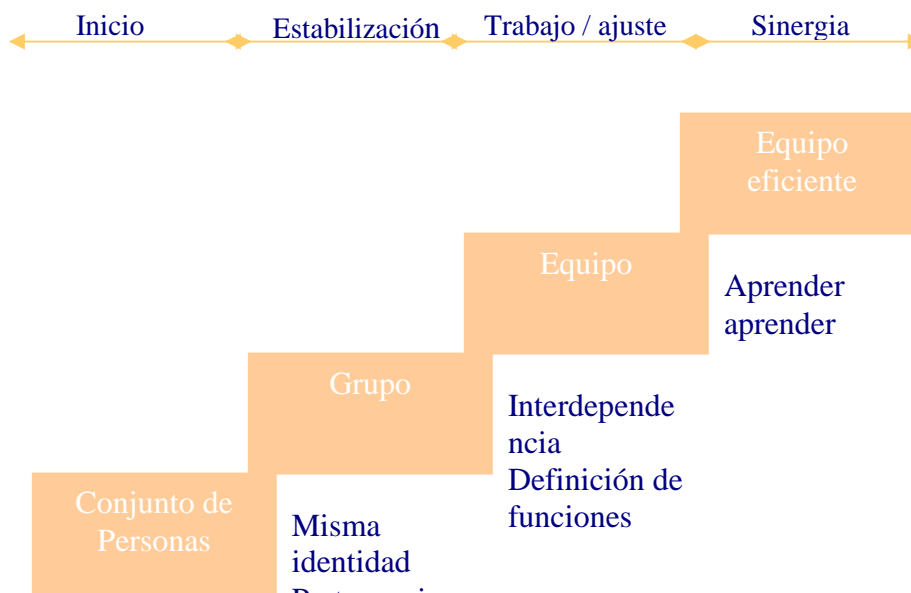 Inicio
Estabilización
Trabajo / ajuste
Sinergia
Equipo
eficiente
Equipo
Aprender
aprender
Grupo
Interdepende
ncia
Definición de
funciones
Conjunto de
Personas
Misma
identidad